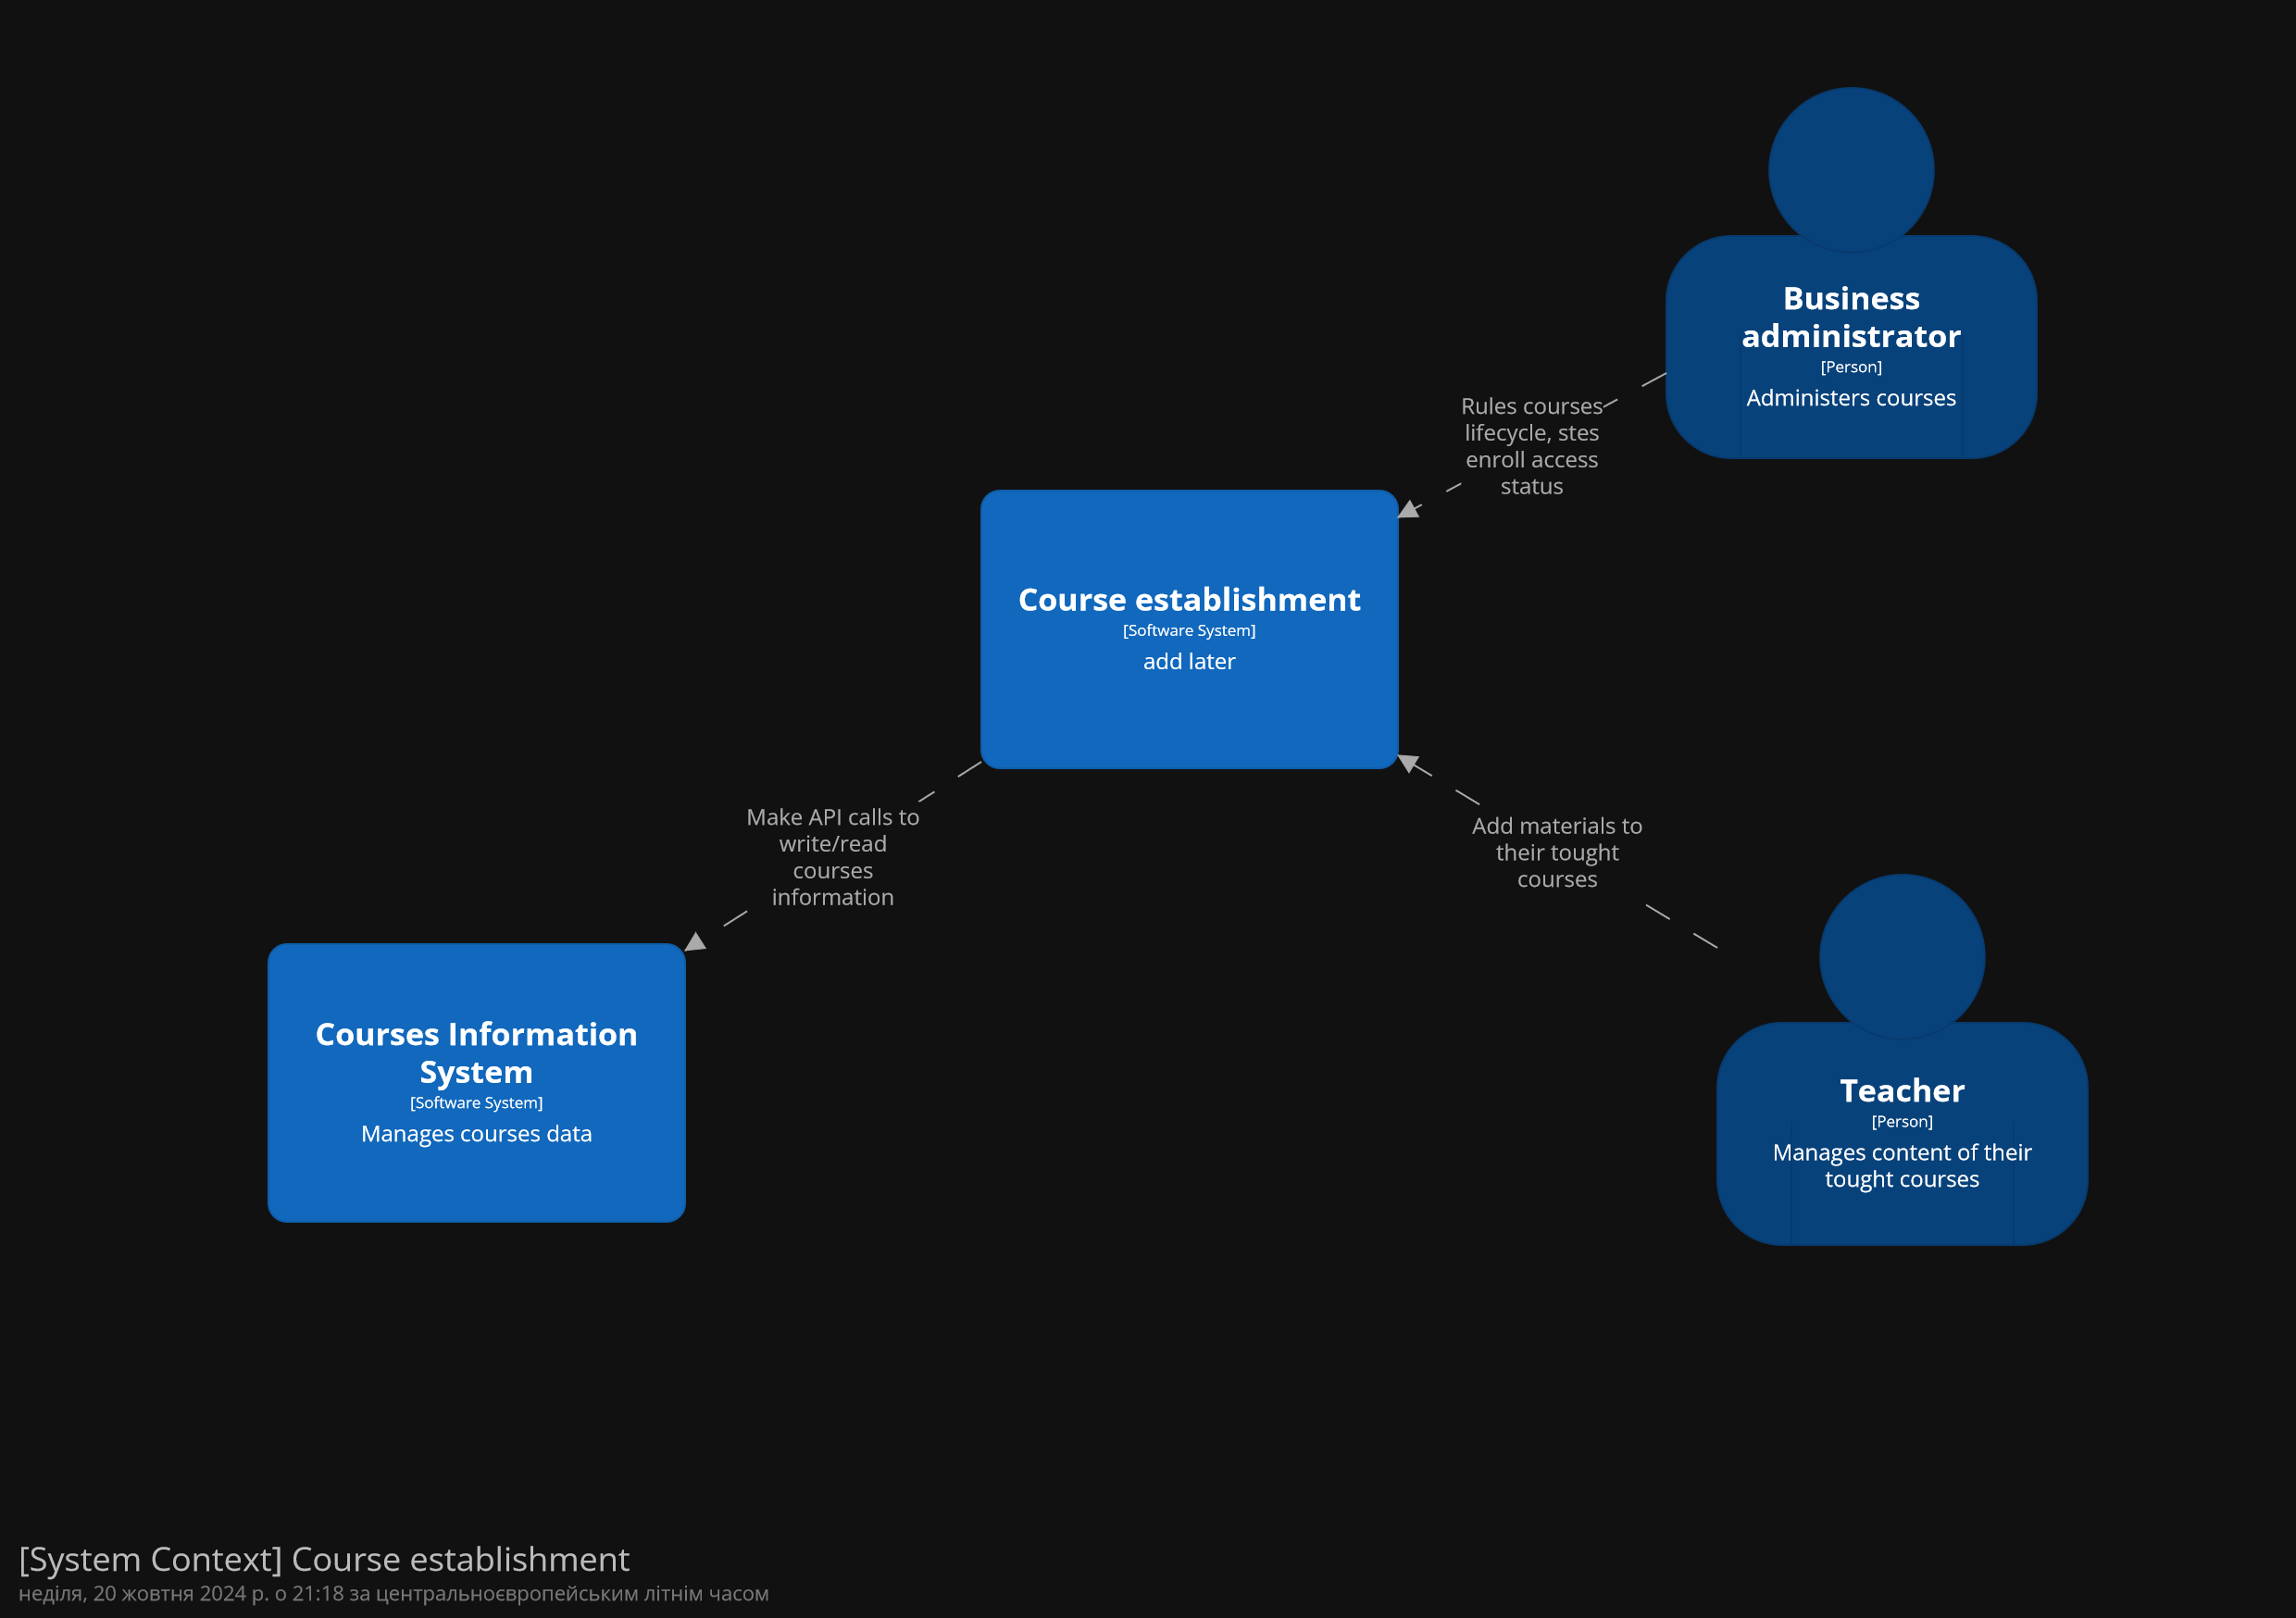 Business
administrator
[Person]
Administers courses
Rules courses
lifecycle, stes
enroll access
status
Course establishment
[Software System]
add later
Make API calls to
write/read
courses
information
Add materials to
their tought
courses
Courses Information
System
[Software System]
Manages courses data
Teacher
[Person]
Manages content of their
tought courses
[System Context] Course establishment
неділя, 20 жовтня 2024 р. о 21:18 за центральноєвропейським літнім часом